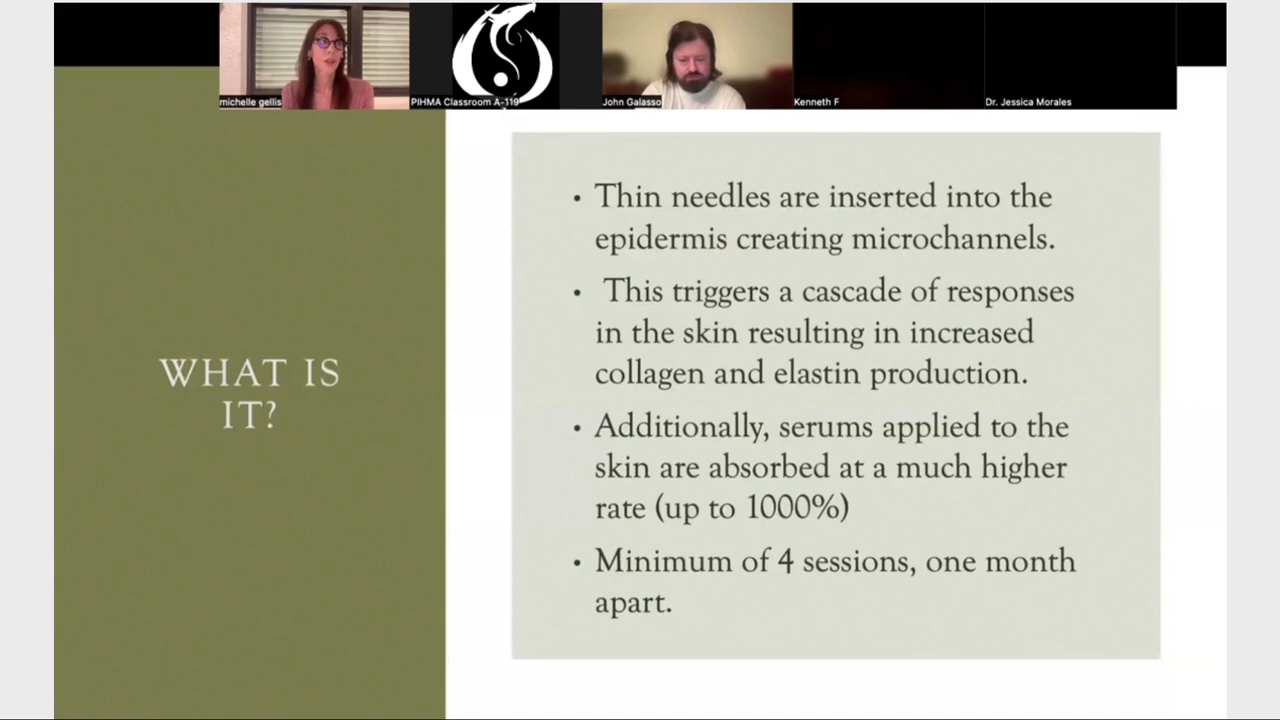 michelle gellis
PIHMA Classroom A-119
John Galasso
Kenneth F
Dr. Jessica Morales
WHAT IS
IT?
• Thin needles are inserted into the
epidermis creating microchannels.
• This triggers a cascade of responses
in the skin resulting in increased
collagen and elastin production.
• Additionally, serums applied to the
skin are absorbed at a much higher
rate (up to 1000%)
• Minimum of 4 sessions, one month
apart.